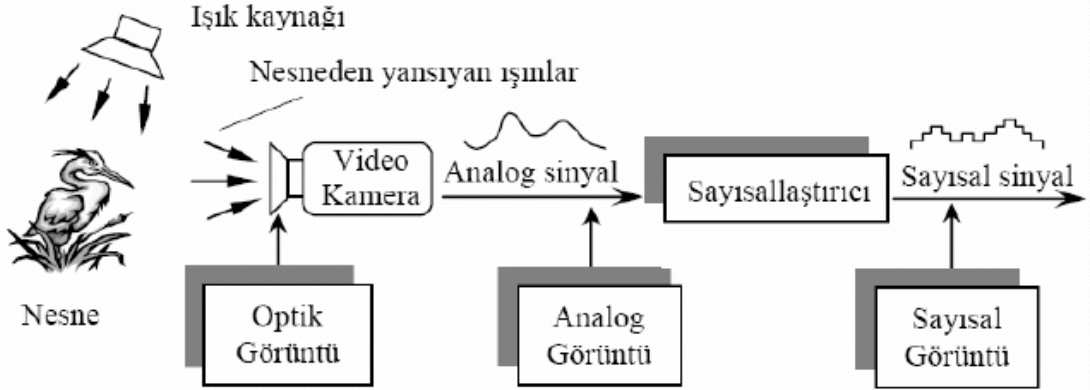 Işık kaynağı
Nesneden yansıyan ışınlar
Video
Kamera
Analog sinyal
Sayısallaştırıcı
Sayısal sinyal
Nesne
Optik
Görüntü
Analog
Görüntü
Sayısal
Görüntü